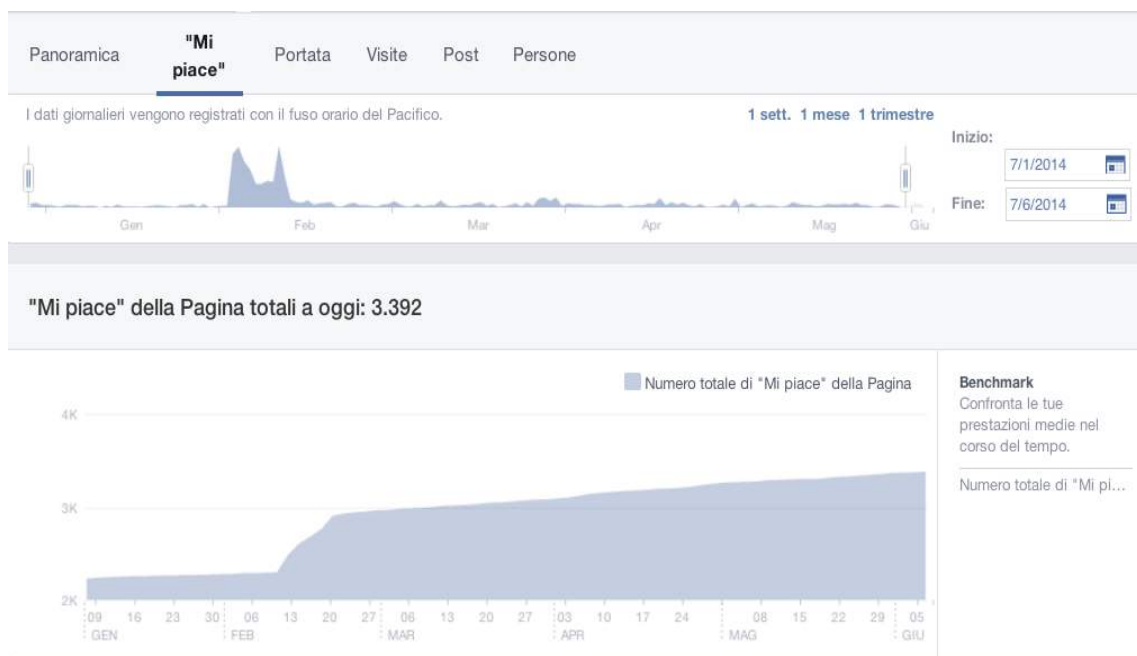 Panoramica
"Mi
piace"
Portata
Visite
Post
Persone
I dati giornalieri vengono registrati con il fuso orario del Pacifico.
1 sett. 1 mese 1 trimestre
Inizio:
7/1/2014
Fine:
7/6/2014
Gen
Feb
Mar
Apr
Mag
Giu
"Mi piace" della Pagina totali a oggi: 3.392
Numero totale di "Mi piace" della Pagina
4K
3K
2K
09 16 23 30 06 13 20 27 06 13 20 27 03 10 17 24 08 15 22 29 05
GEN FEB MAR APR MAG GIU
Benchmark
Confronta le tue
prestazioni medie nel
corso del tempo.
Numero totale di "Mi pi...